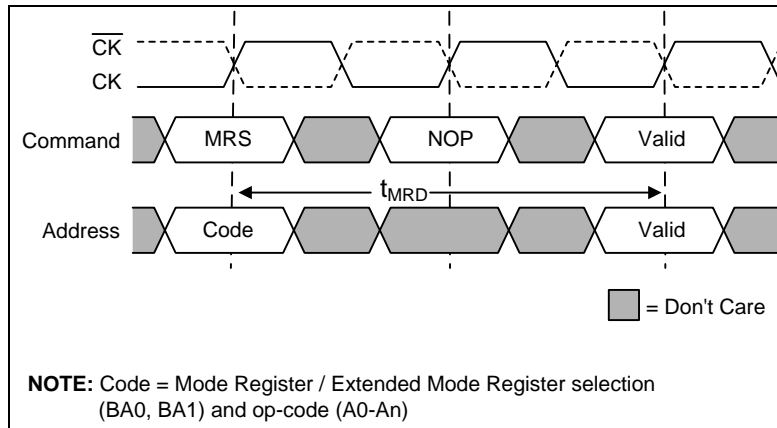 C̅K̅
CK
Command MRS NOP Valid
tMRD
Address Code Valid
= Don't Care
NOTE: Code = Mode Register / Extended Mode Register selection
(BA0, BA1) and op-code (A0-An)